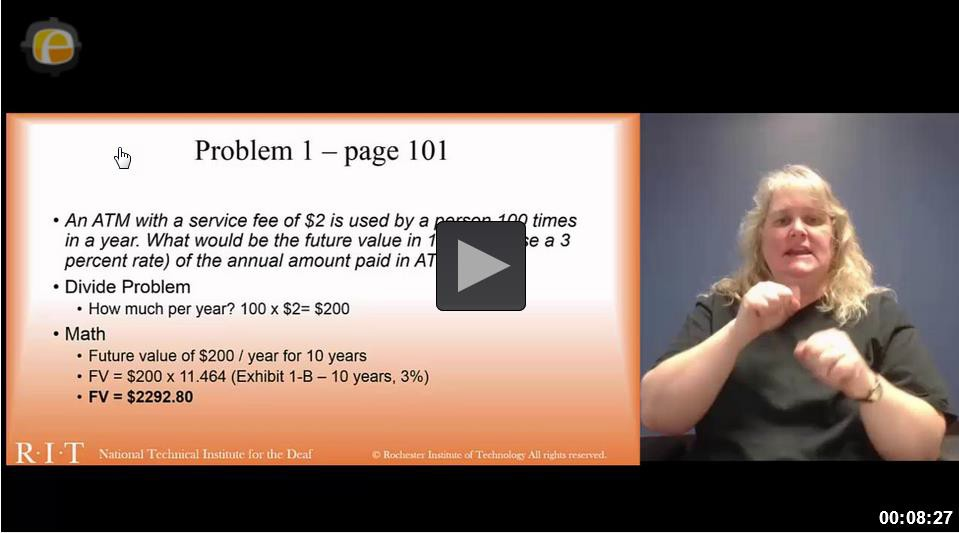 Problem 1 – page 101
• An ATM with a service fee of $2 is used by a person 100 times
in a year. What would be the future value in 1 se a 3
percent rate) of the annual amount paid in AT
• Divide Problem
• How much per year? 100 x $2= $200
• Math
• Future value of $200 / year for 10 years
• FV = $200 x 11.464 (Exhibit 1-B – 10 years, 3%)
• FV = $2292.80
R·I·T National Technical Institute for the Deaf © Rochester Institute of Technology All rights reserved.
00:08:27